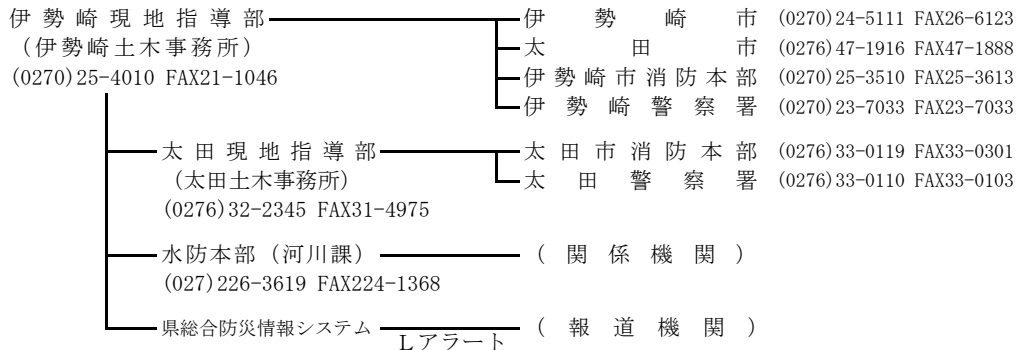 伊勢崎現地指導部 伊勢崎市 (0270)24-5111 FAX26-6123
(伊勢崎土木事務所) 太田市 (0276)47-1916 FAX47-1888
(0270)25-4010 FAX21-1046 伊勢崎市消防本部 (0270)25-3510 FAX25-3613
伊勢崎警察署 (0270)23-7033 FAX23-7033
太田現地指導部 太田市消防本部 (0276)33-0119 FAX33-0301
(太田土木事務所) 太田警察署 (0276)33-0110 FAX33-0103
(0276)32-2345 FAX31-4975
水防本部(河川課) (関係機関)
(027)226-3619 FAX224-1368
県総合防災情報システム (報道機関)
Lアラート